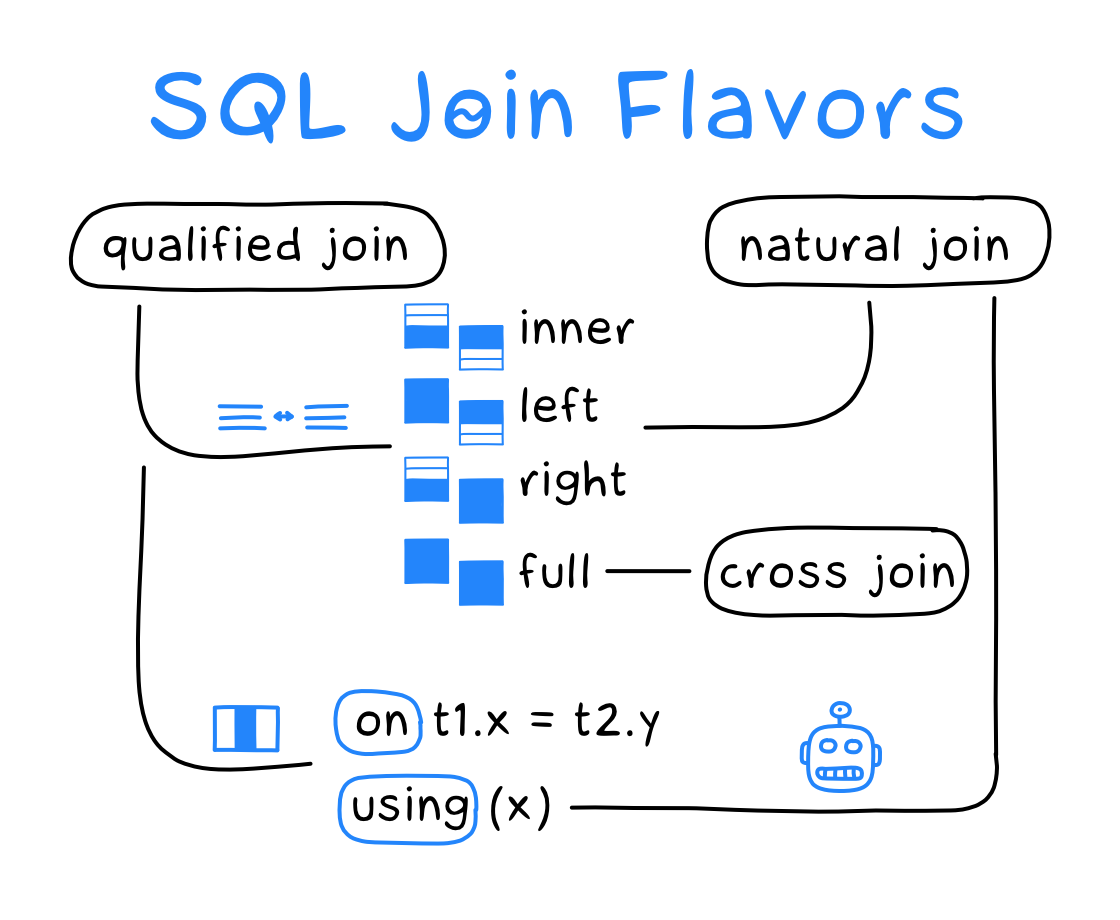 SQL Join Flavors
qualified join
natural join
inner
left
right
full
cross join
on t1.x = t2.y
using (x)